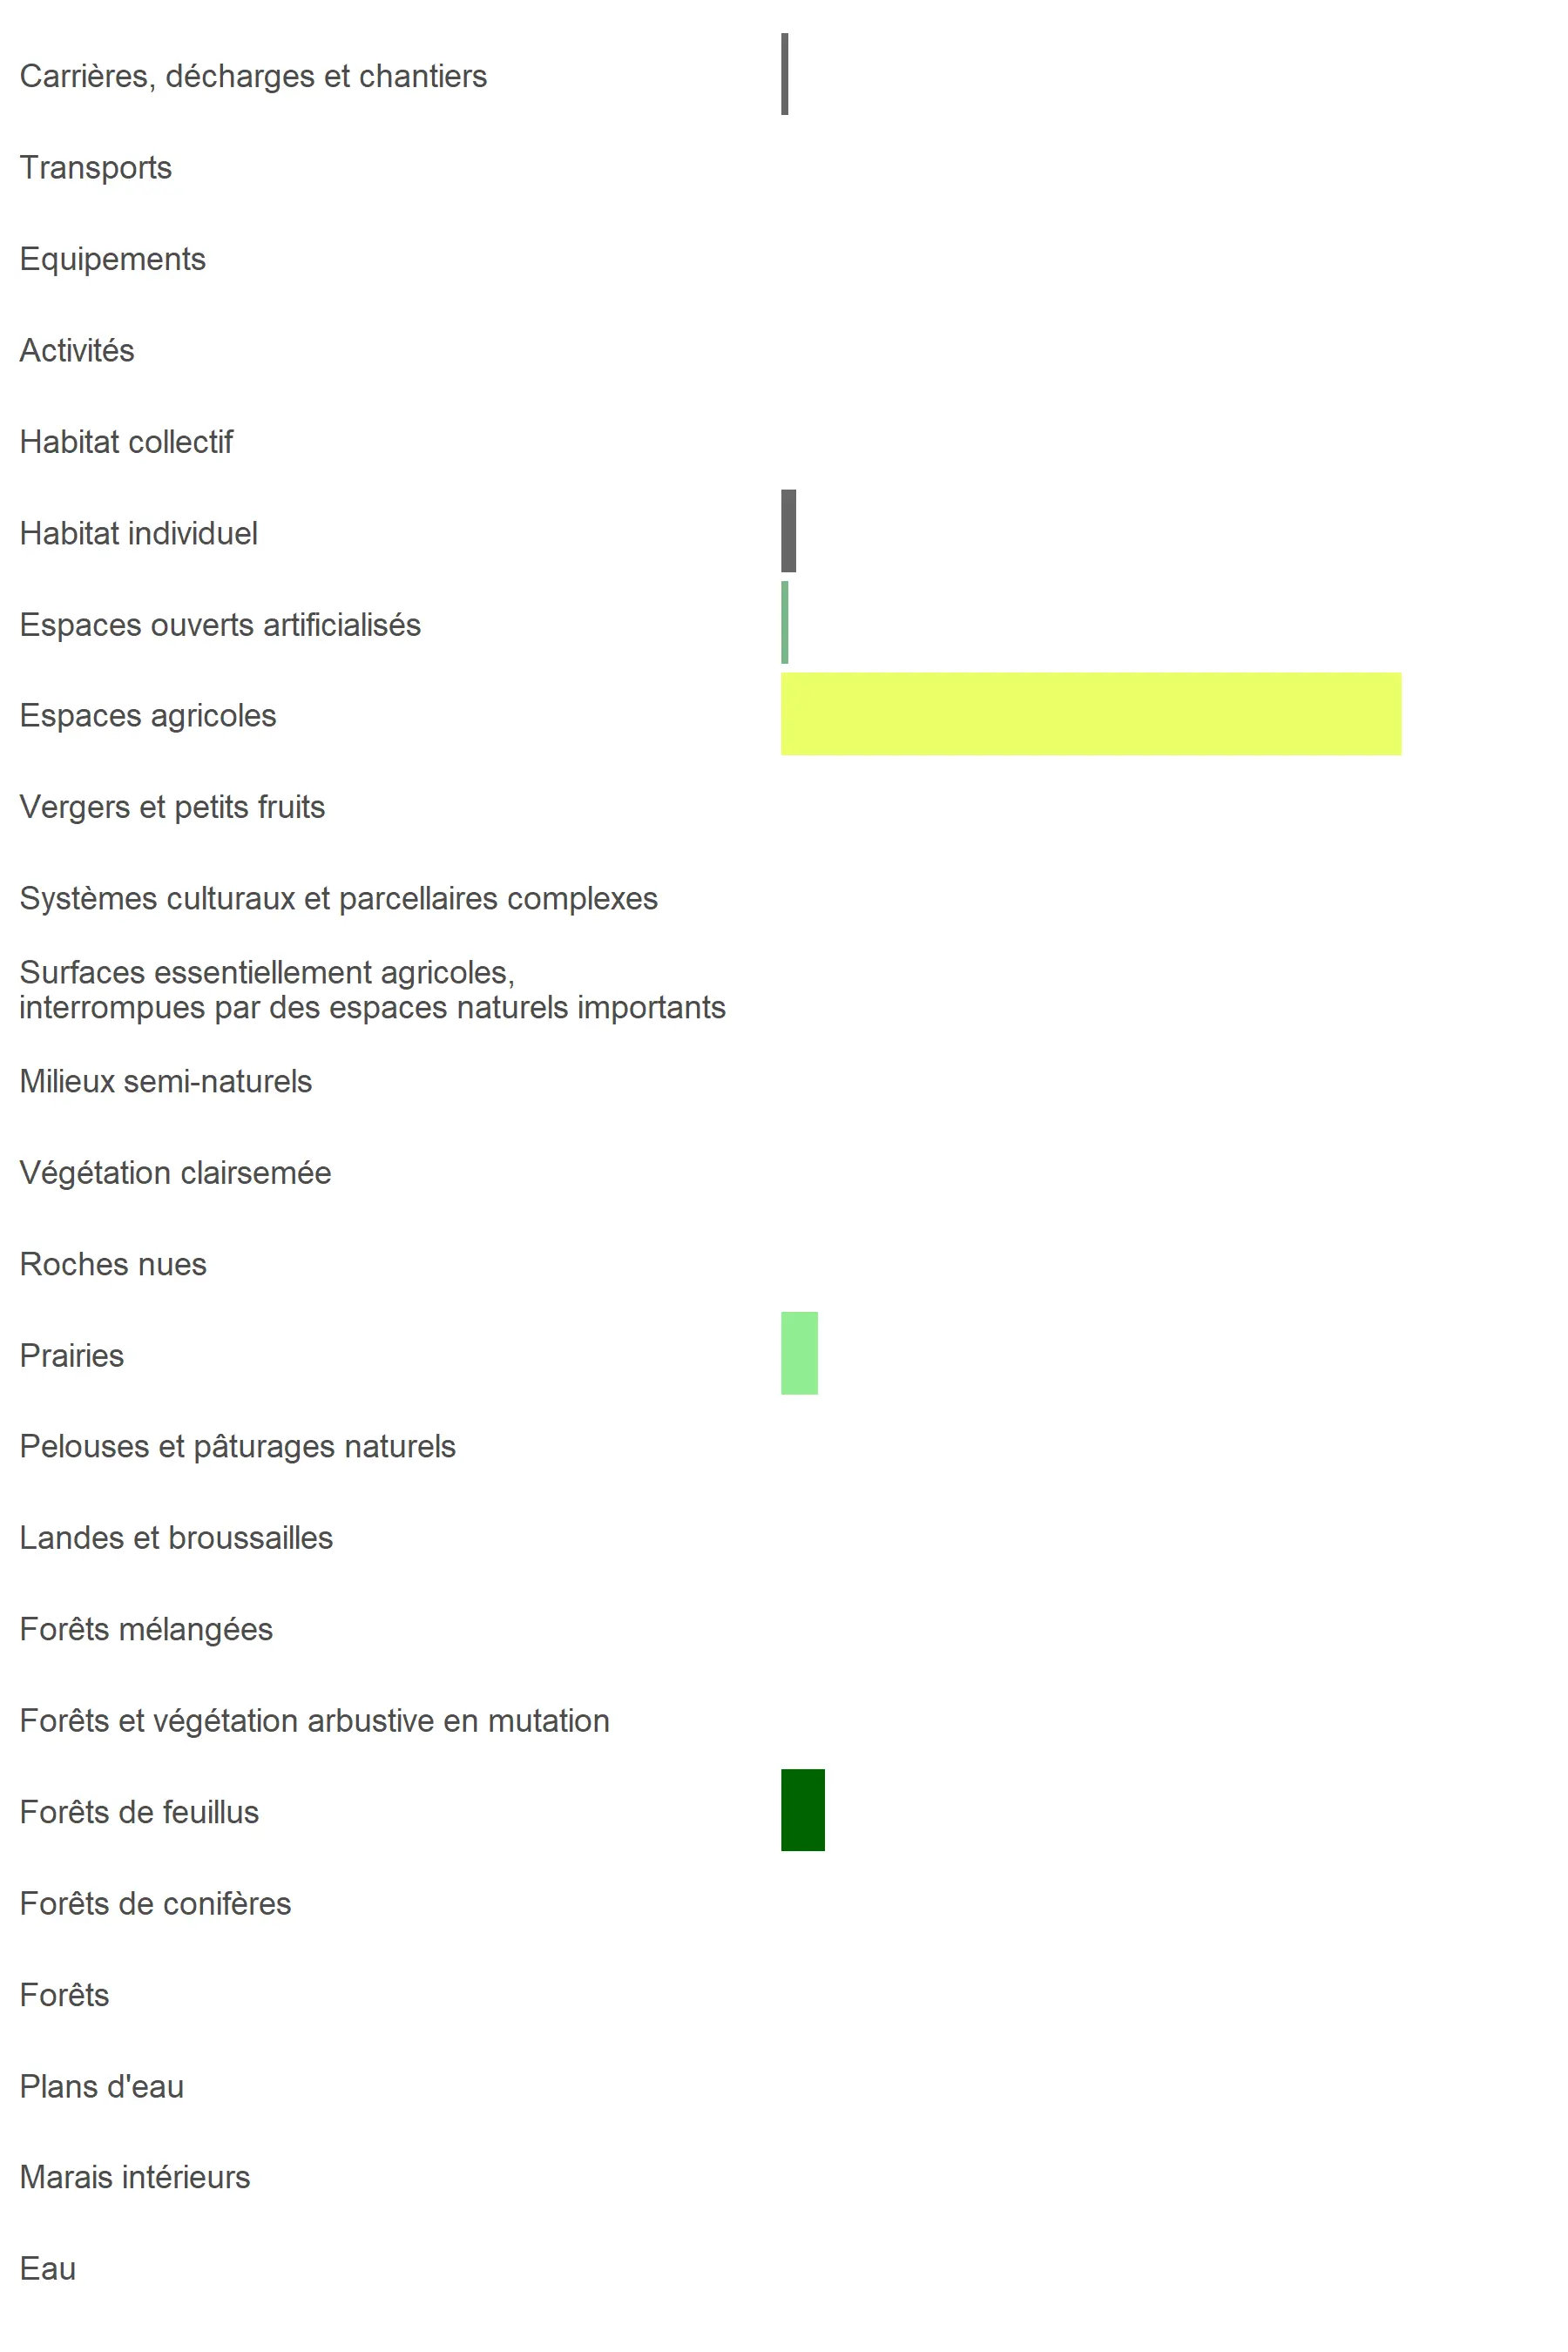 Carrières, décharges et chantiers
Transports
Equipements
Activités
Habitat collectif
Habitat individuel
Espaces ouverts artificialisés
Espaces agricoles
Vergers et petits fruits
Systèmes culturaux et parcellaires complexes
Surfaces essentiellement agricoles,
interrompues par des espaces naturels importants
Milieux semi-naturels
Végétation clairsemée
Roches nues
Prairies
Pelouses et pâturages naturels
Landes et broussailles
Forêts mélangées
Forêts et végétation arbustive en mutation
Forêts de feuillus
Forêts de conifères
Forêts
Plans d'eau
Marais intérieurs
Eau